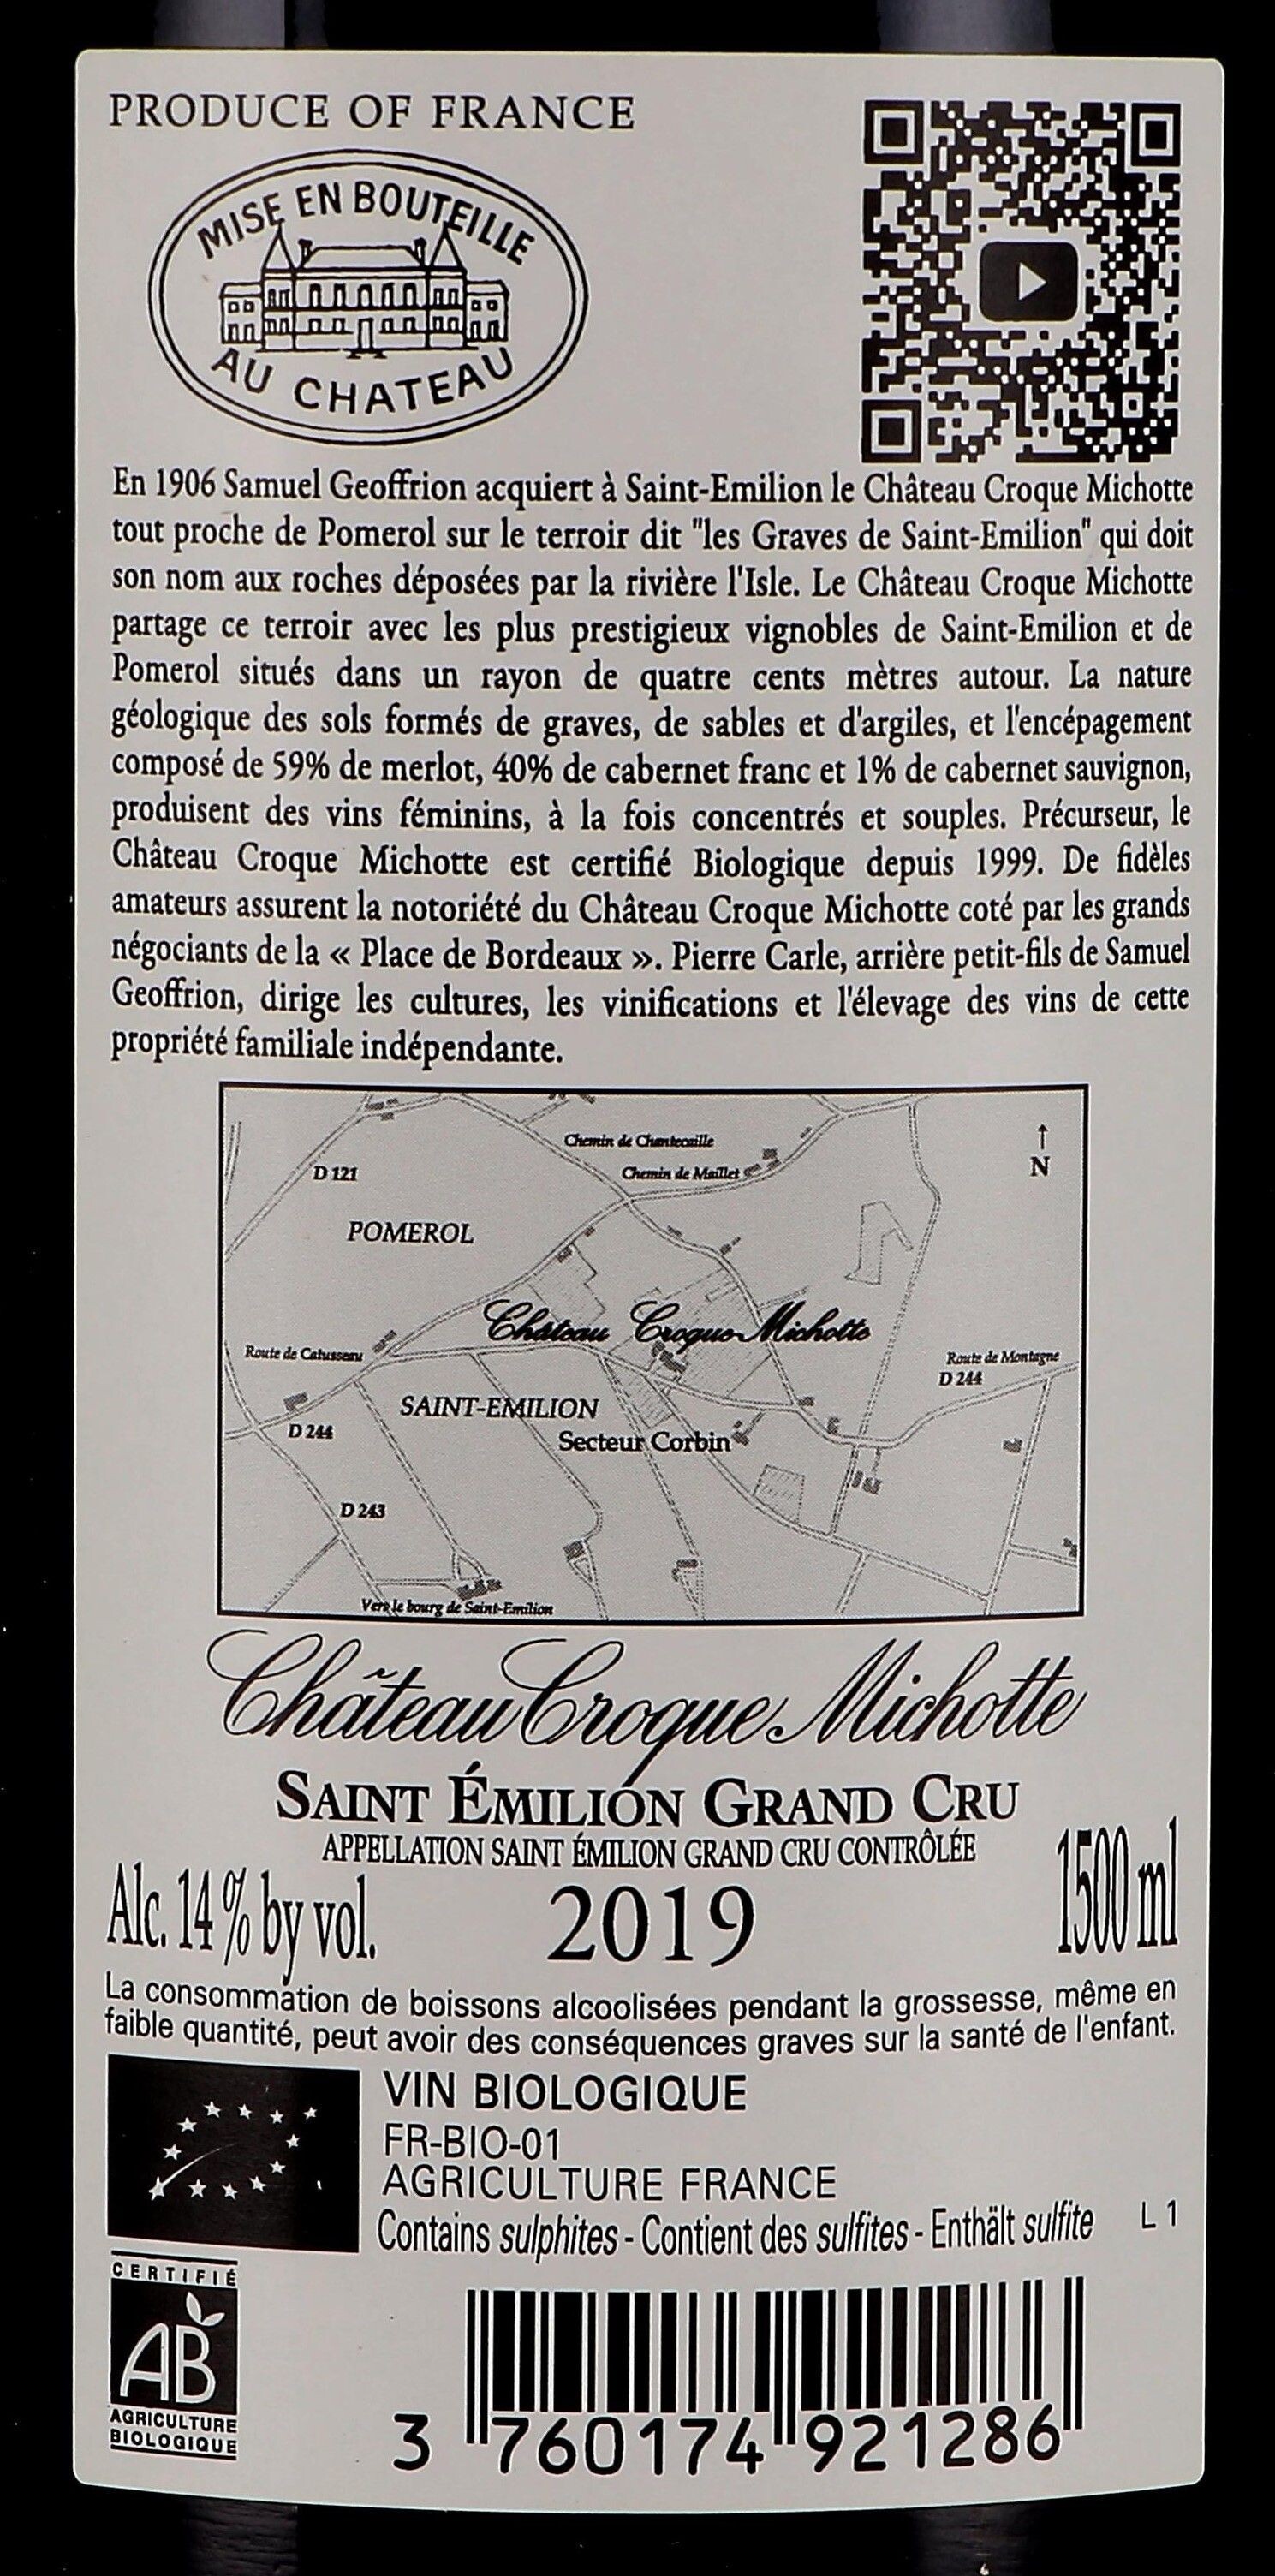 PRODUCE OF FRANCE
MISE EN BOUTEILLE
AU CHATEAU
En 1906 Samuel Geoffrion acquiert à Saint-Emilion le Château Croque Michotte
tout proche de Pomerol sur le terroir dit "les Graves de Saint-Emilion" qui doit
son nom aux roches déposées par la rivière l'Isle. Le Château Croque Michotte
partage ce terroir avec les plus prestigieux vignobles de Saint-Emilion et de
Pomerol situés dans un rayon de quatre cents mètres autour. La nature
géologique des sols formés de graves, de sables et d'argiles, et l'encépagement
composé de 59% de merlot, 40% de cabernet franc et 1% de cabernet sauvignon,
produisent des vins féminins, à la fois concentrés et souples. Précurseur, le
Château Croque Michotte est certifié Biologique depuis 1999. De fidèles
amateurs assurent la notoriété du Château Croque Michotte coté par les grands
négociants de la « Place de Bordeaux ». Pierre Carle, arrière petit-fils de Samuel
Geoffrion, dirige les cultures, les vinifications et l'élevage des vins de cette
propriété familiale indépendante.
Chemin de Chantecaille
N
D 121
Chemin de Maillet
POMEROL
Château Croque Michotte
Route de Catusseau
Route de Montagne
D 244
SAINT-EMILION
D 244
Secteur Corbin
D 243
Vers le bourg de Saint-Emilion
Château Croque Michotte
SAINT ÉMILION GRAND CRU
APPELLATION SAINT ÉMILION GRAND CRU CONTRÔLÉE
Alc. 14 % by vol.
2019
1500 ml
La consommation de boissons alcoolisées pendant la grossesse, même en
faible quantité, peut avoir des conséquences graves sur la santé de l'enfant.
VIN BIOLOGIQUE
FR-BIO-01
AGRICULTURE FRANCE
Contains sulphites - Contient des sulfites - Enthält sulfite L 1
CERTIFIÉ
AB
AGRICULTURE
BIOLOGIQUE
3 760174 921286